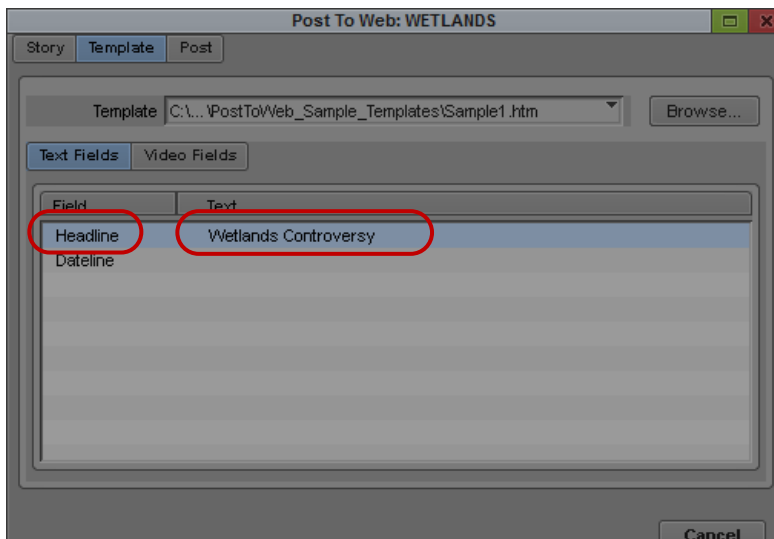 Post To Web: WETLANDS
Story Template Post
Template C:\... \PostToWeb_Sample_Templates\Sample1.htm Browse...
Text Fields Video Fields
Field Text
Headline Wetlands Controversy
Dateline
Cancel